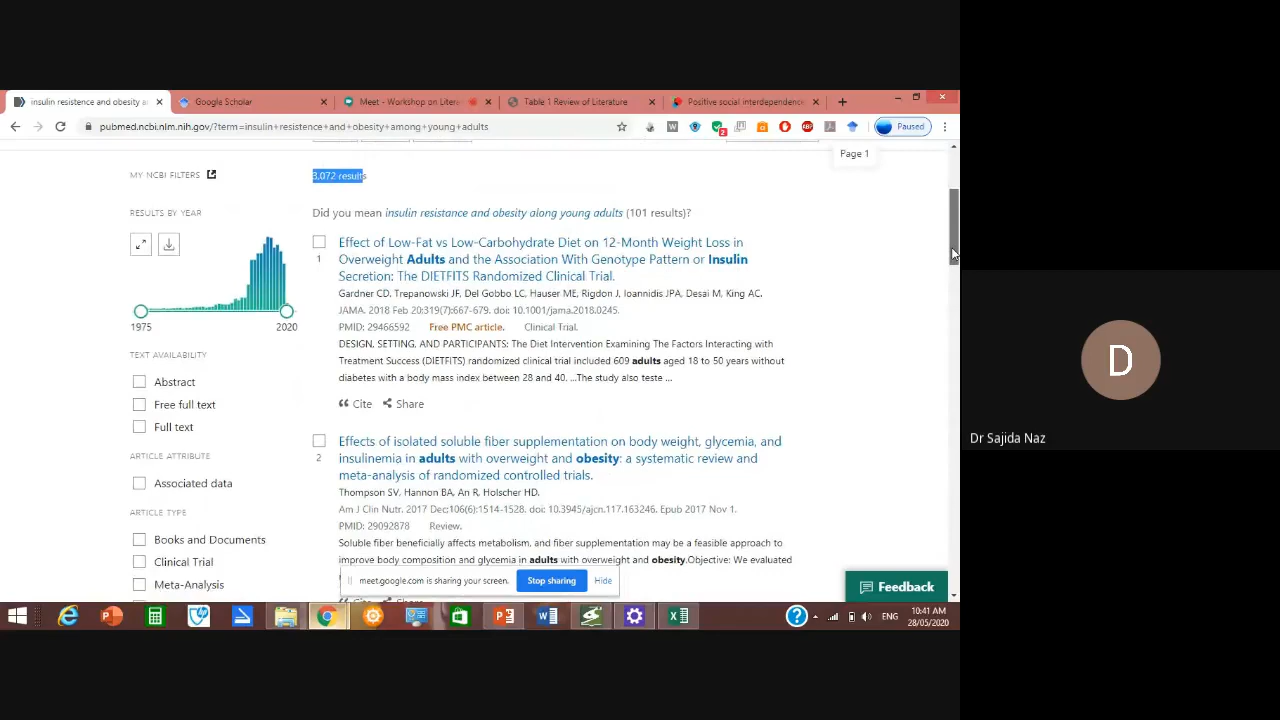 insulin resistence and obesity a
Google Scholar
Meet - Workshop on Litera
Table 1 Review of Literature
Positive social interdependence
pubmed.ncbi.nlm.nih.gov/?term=insulin+resistence+and+obesity+among+young+adults
Paused
Page 1
MY NCBI FILTERS
3,072 results
RESULTS BY YEAR
Did you mean insulin resistance and obesity along young adults (101 results)?
1975
2020
TEXT AVAILABILITY
Abstract
Free full text
Full text
ARTICLE ATTRIBUTE
Associated data
ARTICLE TYPE
Books and Documents
Clinical Trial
Meta-Analysis
1
Effect of Low-Fat vs Low-Carbohydrate Diet on 12-Month Weight Loss in
Overweight Adults and the Association With Genotype Pattern or Insulin
Secretion: The DIETFITS Randomized Clinical Trial.
Gardner CD, Trepanowski JF, Del Gobbo LC, Hauser ME, Rigdon J, Ioannidis JPA, Desai M, King AC.
JAMA. 2018 Feb 20;319(7):667-679. doi: 10.1001/jama.2018.0245.
PMID: 29466592 Free PMC article. Clinical Trial.
DESIGN, SETTING, AND PARTICIPANTS: The Diet Intervention Examining The Factors Interacting with
Treatment Success (DIETFITS) randomized clinical trial included 609 adults aged 18 to 50 years without
diabetes with a body mass index between 28 and 40. ...The study also teste ...
Cite Share
2
Effects of isolated soluble fiber supplementation on body weight, glycemia, and
insulinemia in adults with overweight and obesity: a systematic review and
meta-analysis of randomized controlled trials.
Thompson SV, Hannon BA, An R, Holscher HD.
Am J Clin Nutr. 2017 Dec;106(6):1514-1528. doi: 10.3945/ajcn.117.163246. Epub 2017 Nov 1.
PMID: 29092878 Review.
Soluble fiber beneficially affects metabolism, and fiber supplementation may be a feasible approach to
improve body composition and glycemia in adults with overweight and obesity.Objective: We evaluated
meet.google.com is sharing your screen. Stop sharing Hide
Feedback
ENG
10:41 AM
28/05/2020
D
Dr Sajida Naz